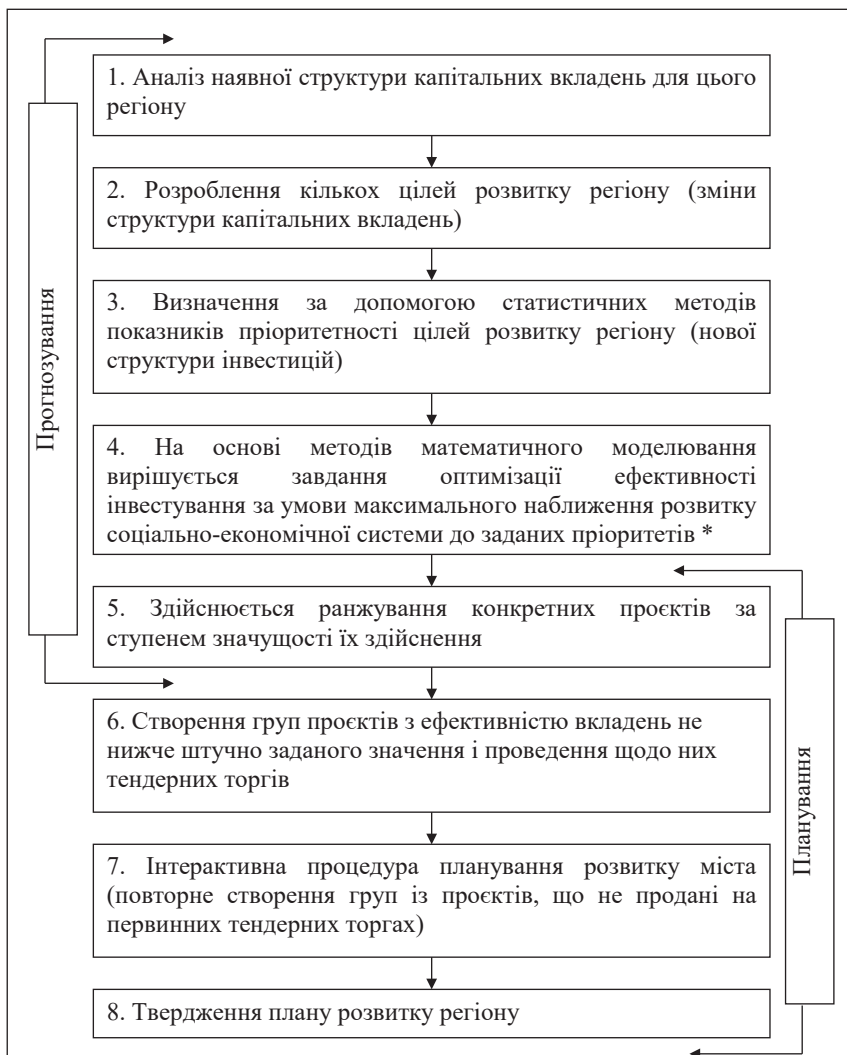 1. Аналіз наявної структури капітальних вкладень для цього
регіону
2. Розроблення кількох цілей розвитку регіону (зміни
структури капітальних вкладень)
3. Визначення за допомогою статистичних методів
показників пріоритетності цілей розвитку регіону (нової
структури інвестицій)
Прогнозування
4. На основі методів математичного моделювання
вирішується завдання оптимізації ефективності
інвестування за умови максимального наближення розвитку
соціально-економічної системи до заданих пріоритетів *
5. Здійснюється ранжування конкретних проєктів за
ступенем значущості їх здійснення
6. Створення груп проєктів з ефективністю вкладень не
нижче штучно заданого значення і проведення щодо них
тендерних торгів
Планування
7. Інтерактивна процедура планування розвитку міста
(повторне створення груп із проєктів, що не продані на
первинних тендерних торгах)
8. Твердження плану розвитку регіону